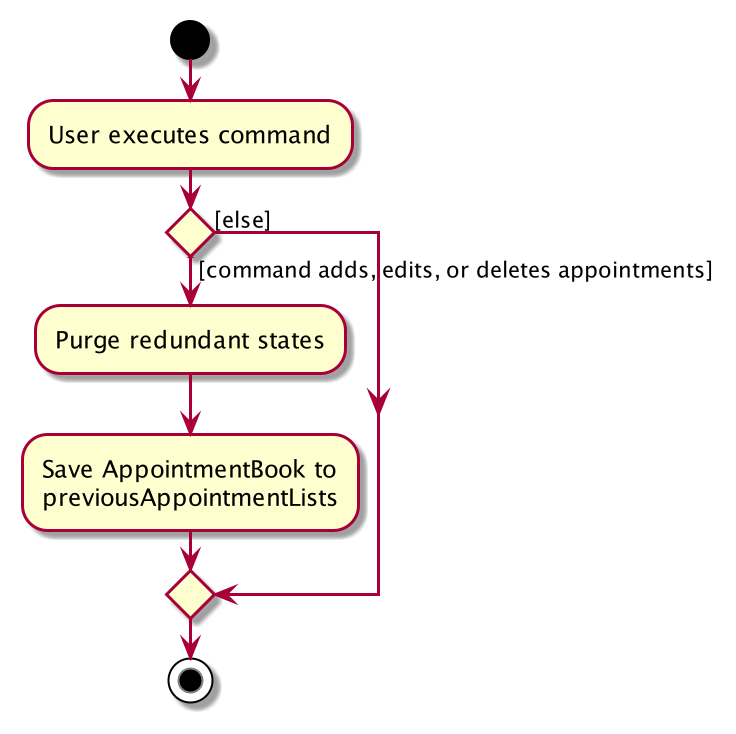 User executes command
[else]
[command adds, edits, or deletes appointments]
Purge redundant states
Save AppointmentBook to
previousAppointmentLists